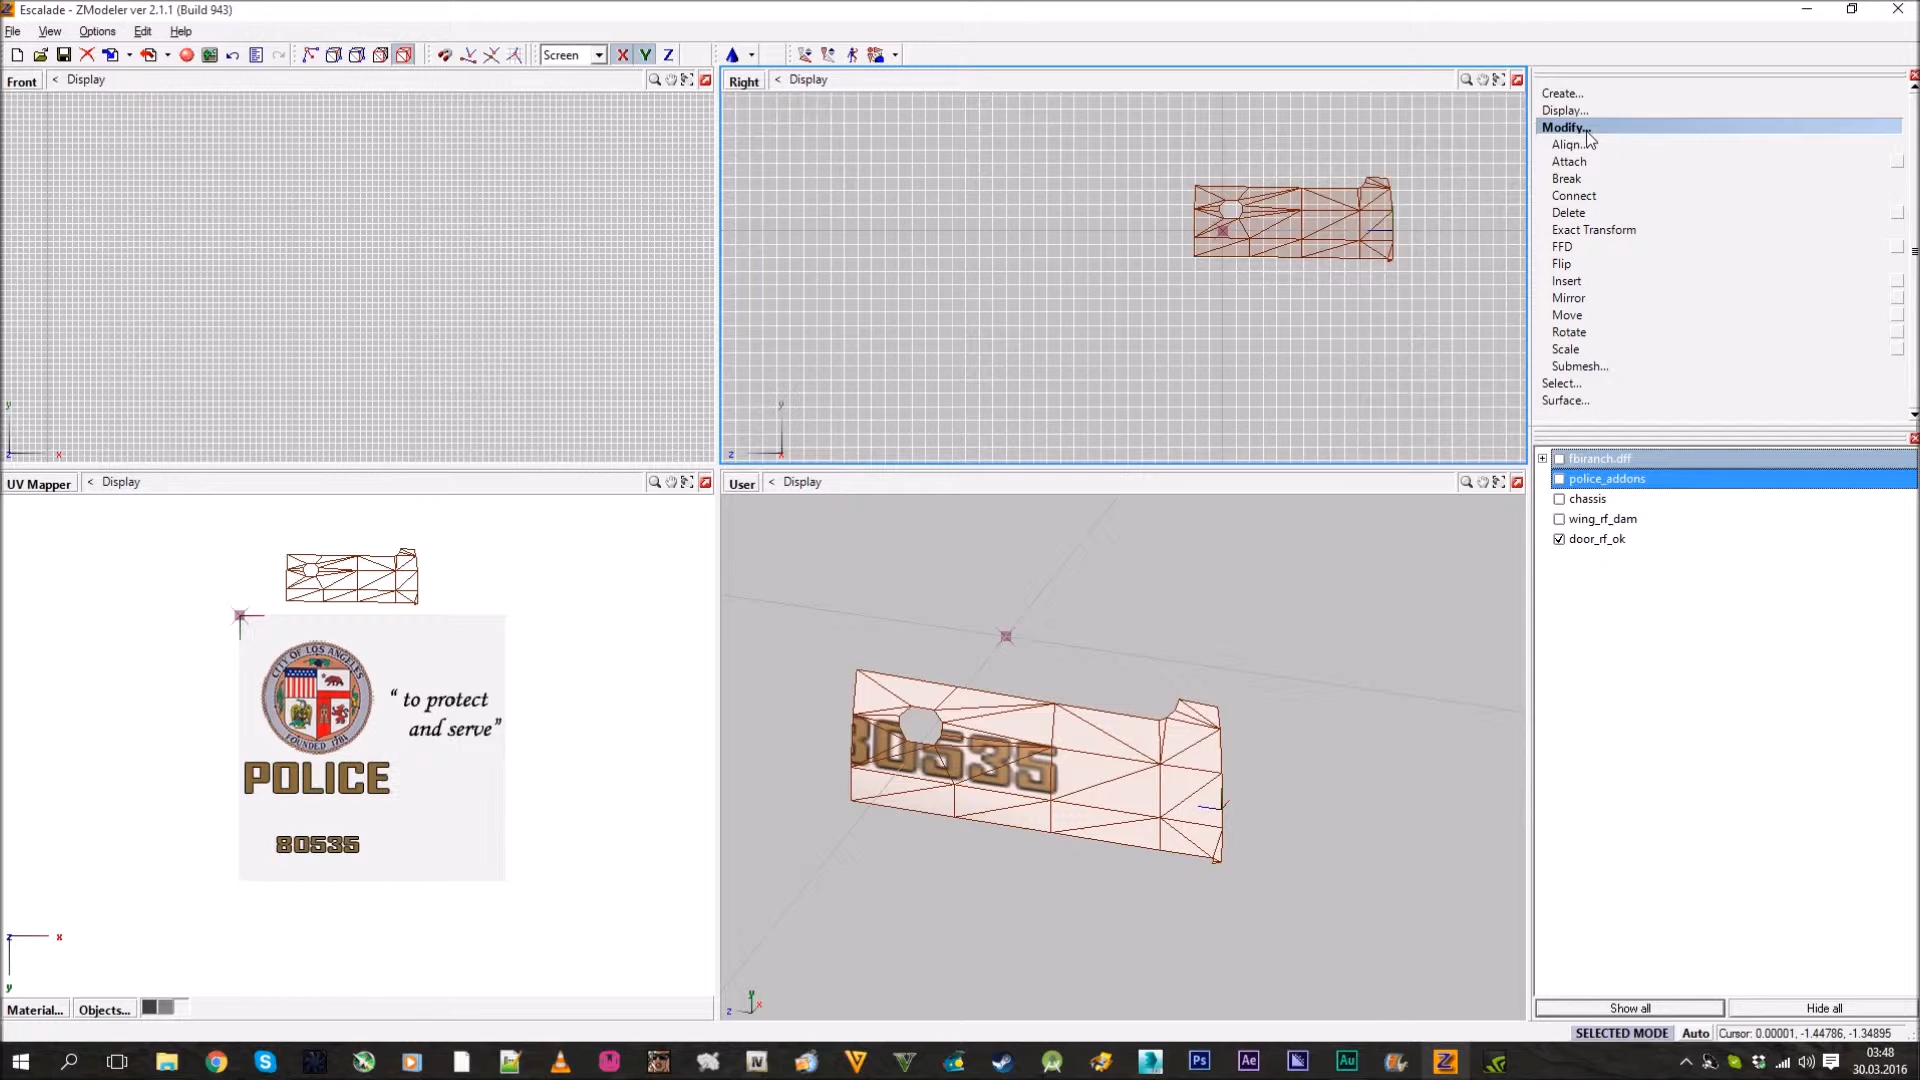 Escalade - ZModeler ver 2.1.1 (Build 943)
File View Options Edit Help
Screen X Y Z
Front < Display
Right < Display
Create...
Display...
Modify...
Align...
Attach
Break
Connect
Delete
Exact Transform
FFD
Flip
Insert
Mirror
Move
Rotate
Scale
Submesh...
Select...
Surface...
y
z x
y
z x
UV Mapper < Display
User < Display
fbiranch.dff
police_addons
chassis
wing_rf_dam
door_rf_ok
CITY OF LOS ANGELES
FOUNDED 1781
“ to protect
and serve”
POLICE
80535
80535
z x
y
y
z x
Material... Objects...
Show all Hide all
SELECTED MODE Auto Cursor: 0.00001, -1.44786, -1.34895
IV Ps Ae Au Z
03:48
30.03.2016